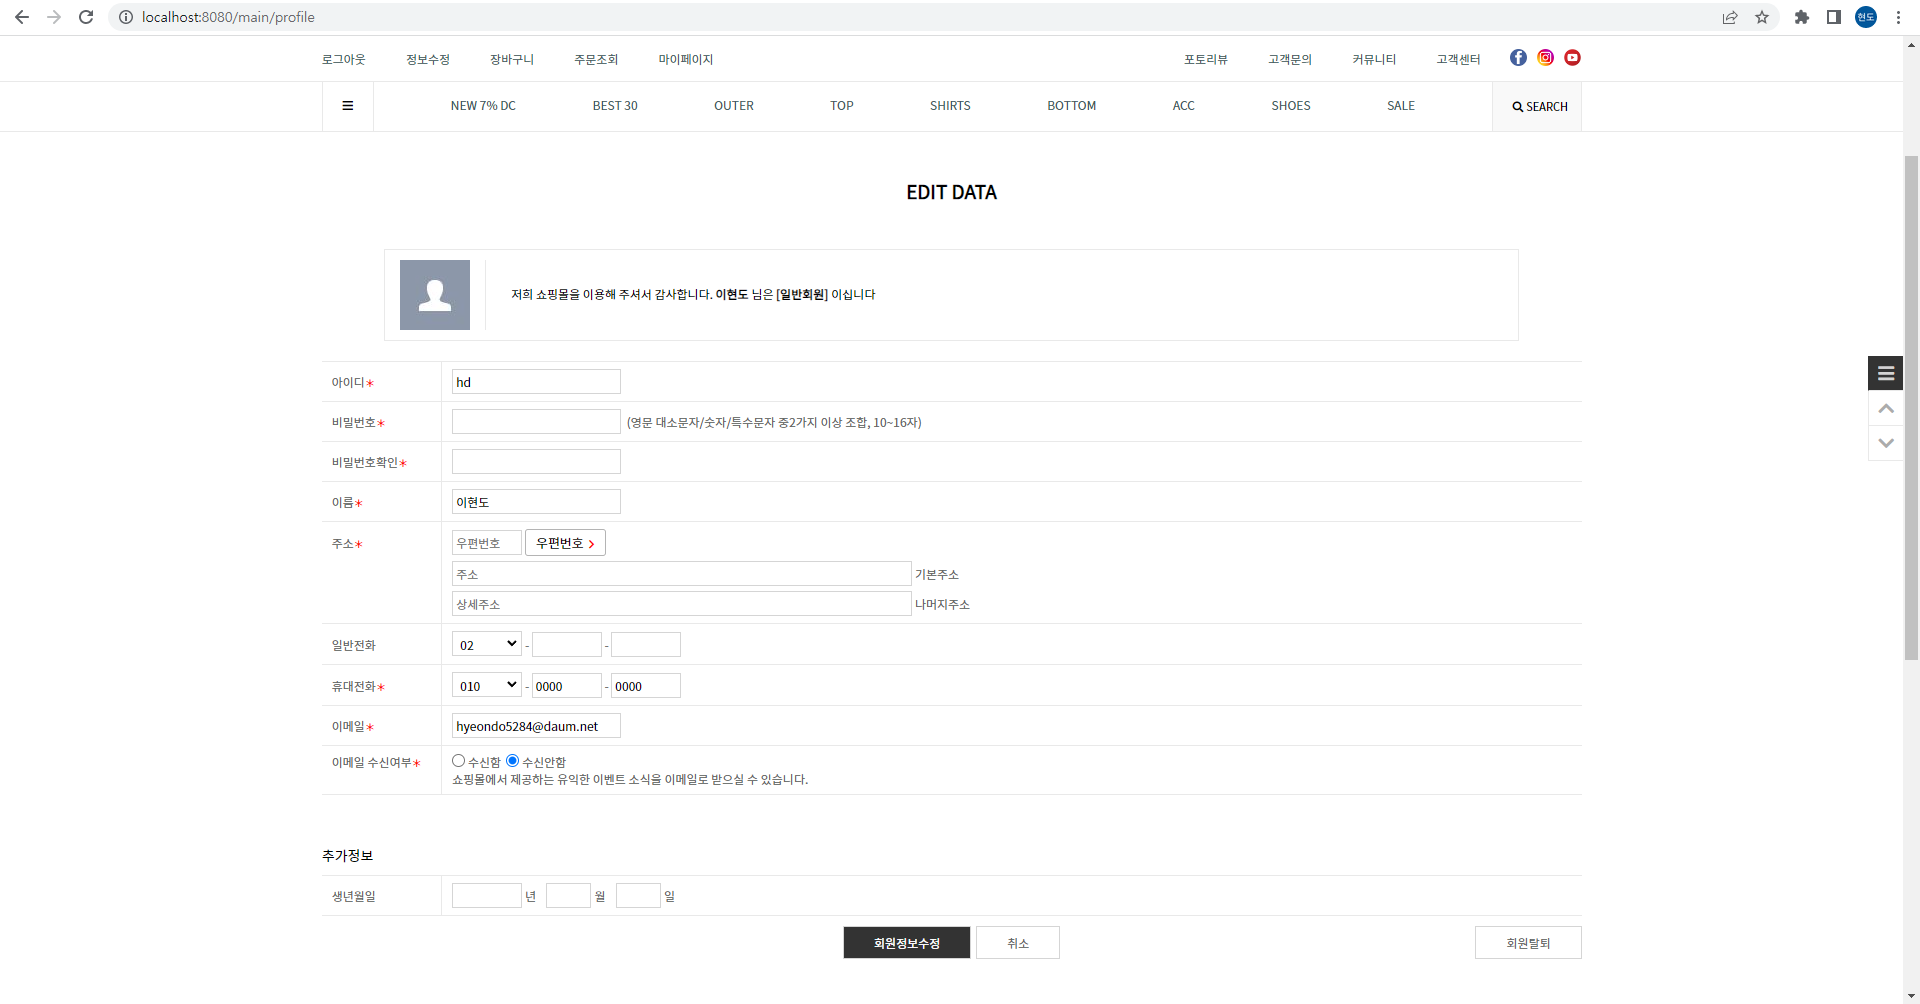 localhost:8080/main/profile
현도
로그아웃 정보수정 장바구니 주문조회 마이페이지 포토리뷰 고객문의 커뮤니티 고객센터
NEW 7% DC BEST 30 OUTER TOP SHIRTS BOTTOM ACC SHOES SALE SEARCH
EDIT DATA
저희 쇼핑몰을 이용해 주셔서 감사합니다. 이현도 님은 [일반회원] 이십니다
아이디* hd
비밀번호* (영문 대소문자/숫자/특수문자 중2가지 이상 조합, 10~16자)
비밀번호확인*
이름* 이현도
주소* 우편번호 우편번호 >
주소 기본주소
상세주소 나머지주소
일반전화 02 - -
휴대전화* 010 - 0000 - 0000
이메일* hyeondo5284@daum.net
이메일 수신여부* 수신함 수신안함
쇼핑몰에서 제공하는 유익한 이벤트 소식을 이메일로 받으실 수 있습니다.
추가정보
생년월일 년 월 일
회원정보수정 취소 회원탈퇴